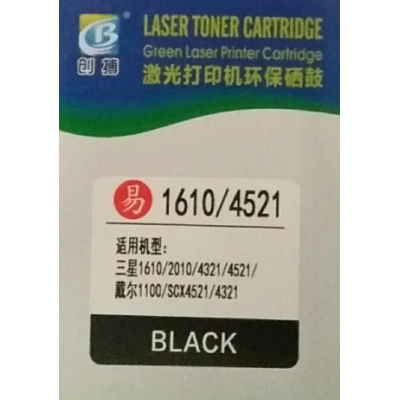 LASER TONER CARTRIDGE
Green Laser Printer Cartridge
激光打印机环保硒鼓
创搏
易 1610/4521
适用机型：
三星1610/2010/4321/4521/
戴尔1100/SCX4521/4321
BLACK